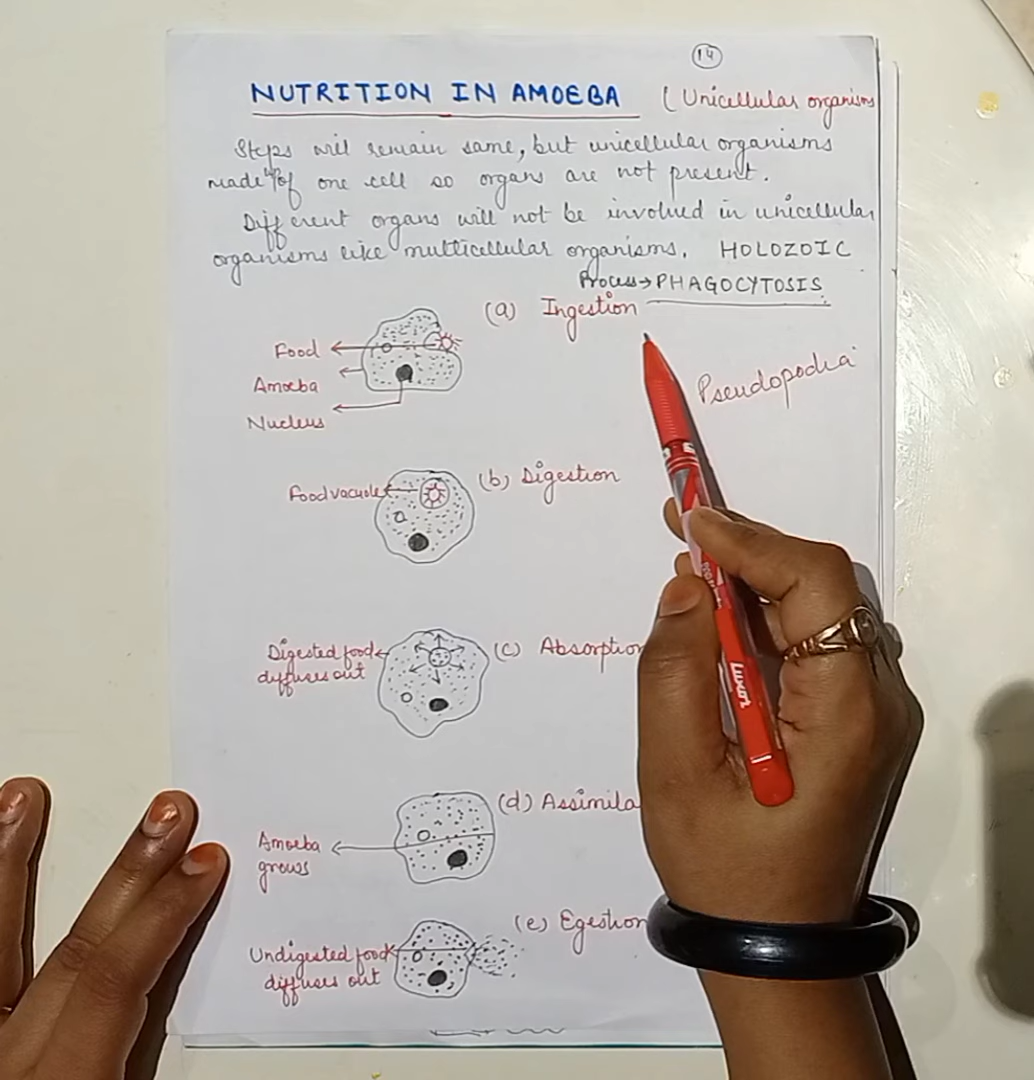 14
NUTRITION IN AMOEBA (Unicellular organisms
Steps will remain same, but unicellular organisms
made up of one cell so organs are not present.
Different organs will not be involved in unicellular
organisms like multicellular organisms. HOLOZOIC
Process→PHAGOCYTOSIS
(a) Ingestion
Food
Amoeba
Nucleus
Pseudopodia
(b) Digestion
Food vacuole
(c) Absorption
Digested food
diffuses out
(d) Assimila
Amoeba
grows
(e) Egestion
Undigested food
diffuses out
Luxor